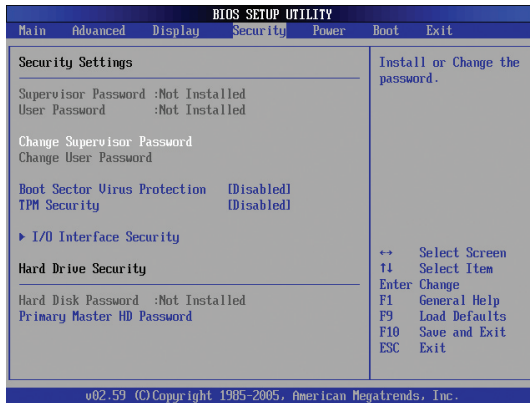 BIOS SETUP UTILITY
Main Advanced Display Security Power Boot Exit
Security Settings
Supervisor Password :Not Installed
User Password :Not Installed
Change Supervisor Password
Change User Password
Boot Sector Virus Protection [Disabled]
TPM Security [Disabled]
▶ I/O Interface Security
Hard Drive Security
Hard Disk Password :Not Installed
Primary Master HD Password
Install or Change the
password.
↔ Select Screen
↑↓ Select Item
Enter Change
F1 General Help
F9 Load Defaults
F10 Save and Exit
ESC Exit
v02.59 (C)Copyright 1985-2005, American Megatrends, Inc.